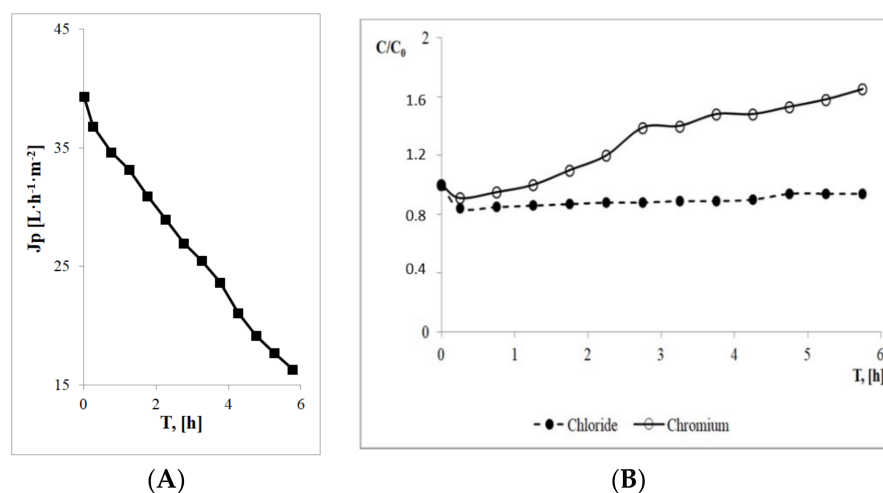 45
35
25
15
Jp [L·h⁻¹·m⁻²]
0
2
4
6
T, [h]
(A)
C/C₀
2
1.6
1.2
0.8
0.4
0
0
1
2
3
4
5
6
T, [h]
Chloride
Chromium
(B)